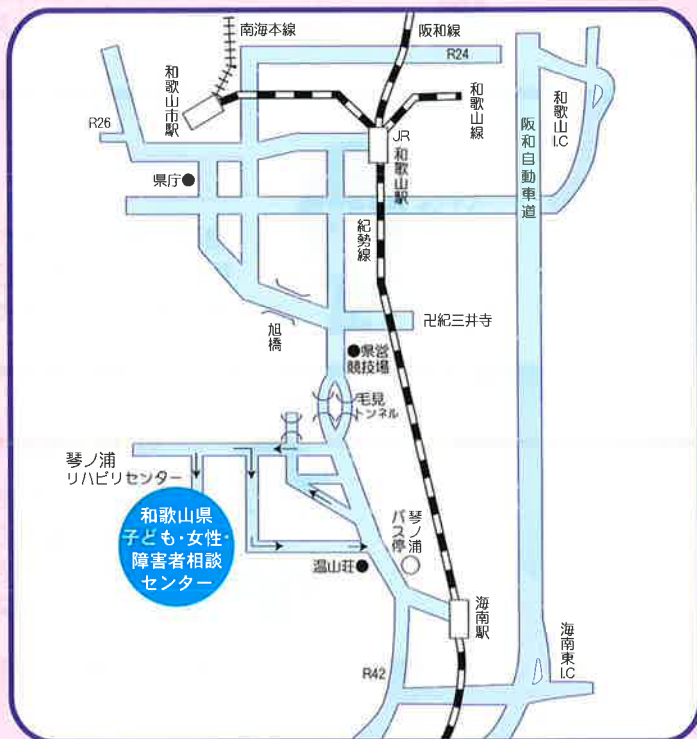 南海本線
阪和線
R24
和歌山市駅
和歌山線
和歌山I.C
R26
JR
和歌山駅
阪和自動車道
県庁
紀勢線
旭橋
卍紀三井寺
県営
競技場
毛見
トンネル
琴ノ浦
リハビリセンター
和歌山県
子ども・女性・
障害者相談
センター
琴ノ浦
バス停
温山荘
海南駅
海南東I.C
R42